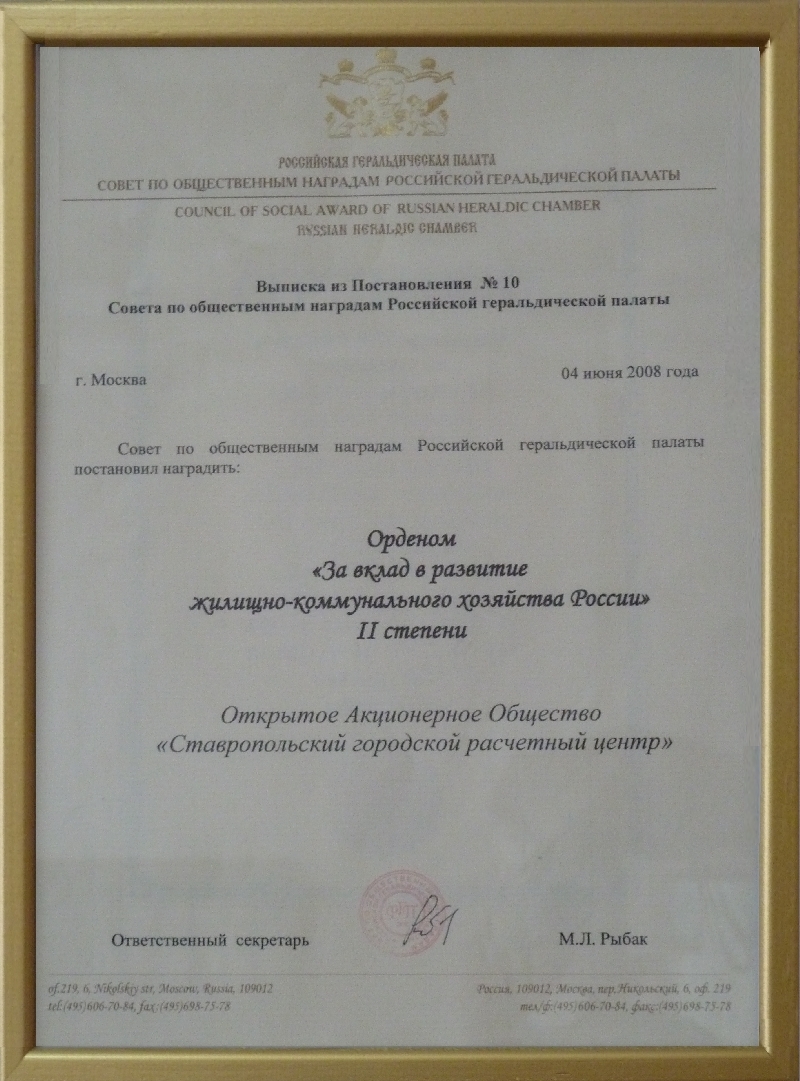 РОССИЙСКАЯ ГЕРАЛЬДИЧЕСКАЯ ПАЛАТА
СОВЕТ ПО ОБЩЕСТВЕННЫМ НАГРАДАМ РОССИЙСКОЙ ГЕРАЛЬДИЧЕСКОЙ ПАЛАТЫ
COUNCIL OF SOCIAL AWARD OF RUSSIAN HERALDIC CHAMBER
RUSSIAN HERALDIC CHAMBER
Выписка из Постановления № 10
Совета по общественным наградам Российской геральдической палаты
г. Москва 04 июня 2008 года
Совет по общественным наградам Российской геральдической палаты
постановил наградить:
Орденом
«За вклад в развитие
жилищно-коммунального хозяйства России»
II степени
Открытое Акционерное Общество
«Ставропольский городской расчетный центр»
Ответственный секретарь М.Л. Рыбак
of.219, 6, Nikolskiy str, Moscow, Russia, 109012 Россия, 109012, Москва, пер.Никольский, 6, оф. 219
tel:(495)606-70-84, fax:(495)698-75-78 тел/ф:(495)606-70-84, факс:(495)698-75-78